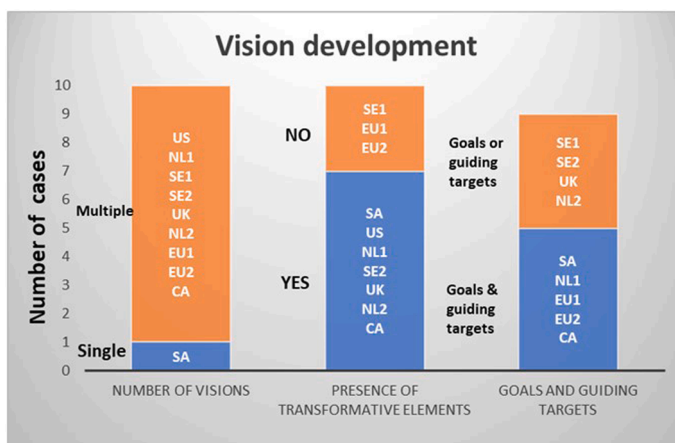 Vision development
Number of cases
10
9
8
7
6
5
4
3
2
1
0
Multiple
Single
US
NL1
SE1
SE2
UK
NL2
EU1
EU2
CA
SA
NUMBER OF VISIONS
NO
YES
SE1
EU1
EU2
SA
US
NL1
SE2
UK
NL2
CA
PRESENCE OF
TRANSFORMATIVE ELEMENTS
Goals or
guiding
targets
Goals &
guiding
targets
SE1
SE2
UK
NL2
SA
NL1
EU1
EU2
CA
GOALS AND GUIDING
TARGETS